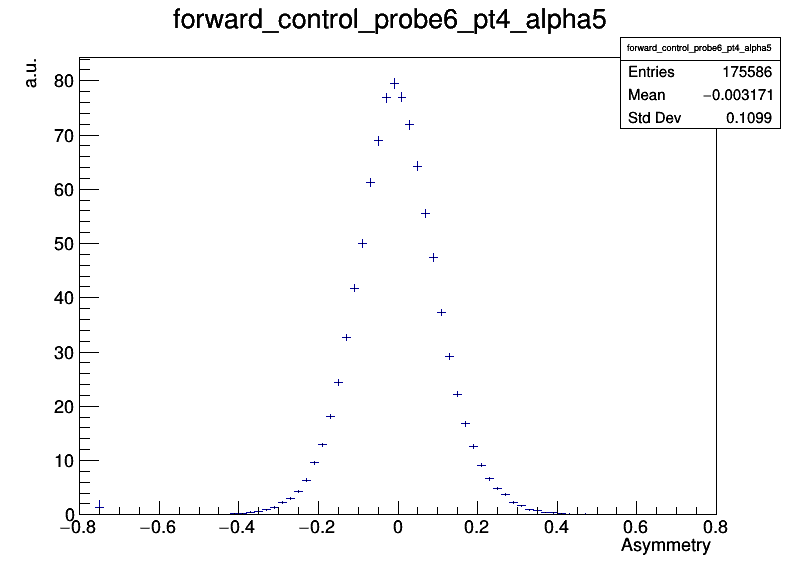 forward_control_probe6_pt4_alpha5
forward_control_probe6_pt4_alpha5
Entries 175586
Mean −0.003171
Std Dev 0.1099
a.u.
80
70
60
50
40
30
20
10
0
−0.8 −0.6 −0.4 −0.2 0 0.2 0.4 0.6 0.8
Asymmetry